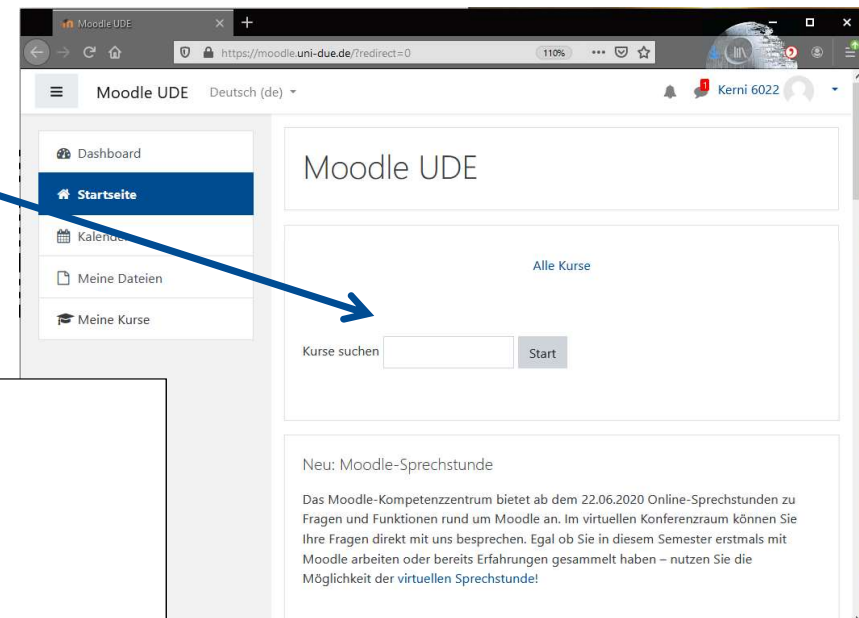 Moodle UDE
https://moodle.uni-due.de/?redirect=0
110%
Moodle UDE
Deutsch (de)
1
Kerni 6022
Dashboard
Startseite
Kalender
Meine Dateien
Meine Kurse
Moodle UDE
Alle Kurse
Kurse suchen
Start
Neu: Moodle-Sprechstunde
Das Moodle-Kompetenzzentrum bietet ab dem 22.06.2020 Online-Sprechstunden zu
Fragen und Funktionen rund um Moodle an. Im virtuellen Konferenzraum können Sie
Ihre Fragen direkt mit uns besprechen. Egal ob Sie in diesem Semester erstmals mit
Moodle arbeiten oder bereits Erfahrungen gesammelt haben – nutzen Sie die
Möglichkeit der virtuellen Sprechstunde!